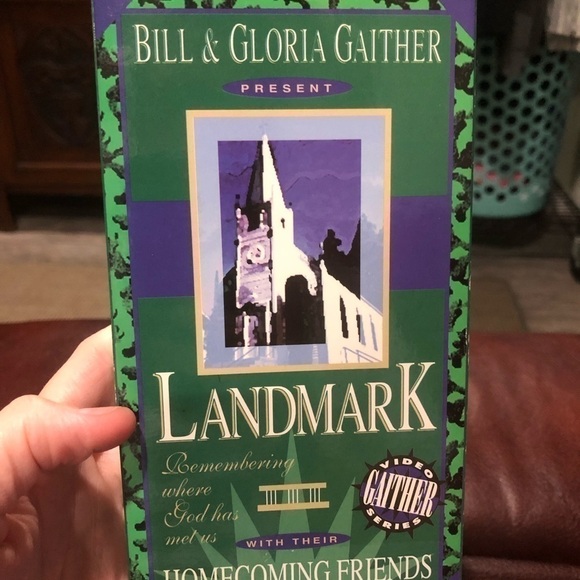 BILL & GLORIA GAITHER
PRESENT
LANDMARK
Remembering
where
God has
met us
VIDEO
GAITHER
SERIES
WITH THEIR
HOMECOMING FRIENDS